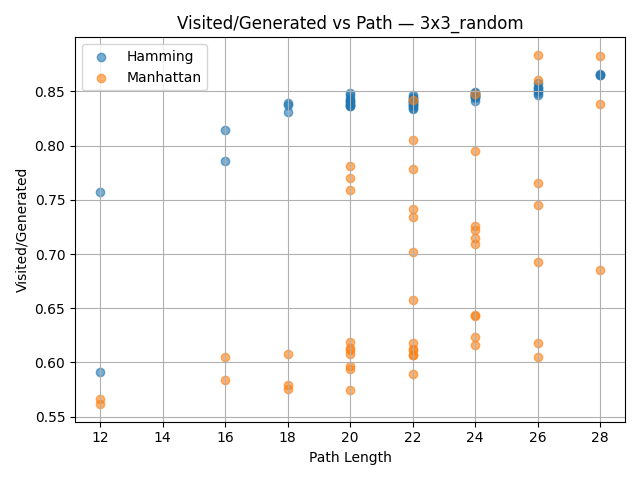 Visited/Generated vs Path — 3x3_random
Hamming
Manhattan
Visited/Generated
0.85
0.80
0.75
0.70
0.65
0.60
0.55
12 14 16 18 20 22 24 26 28
Path Length